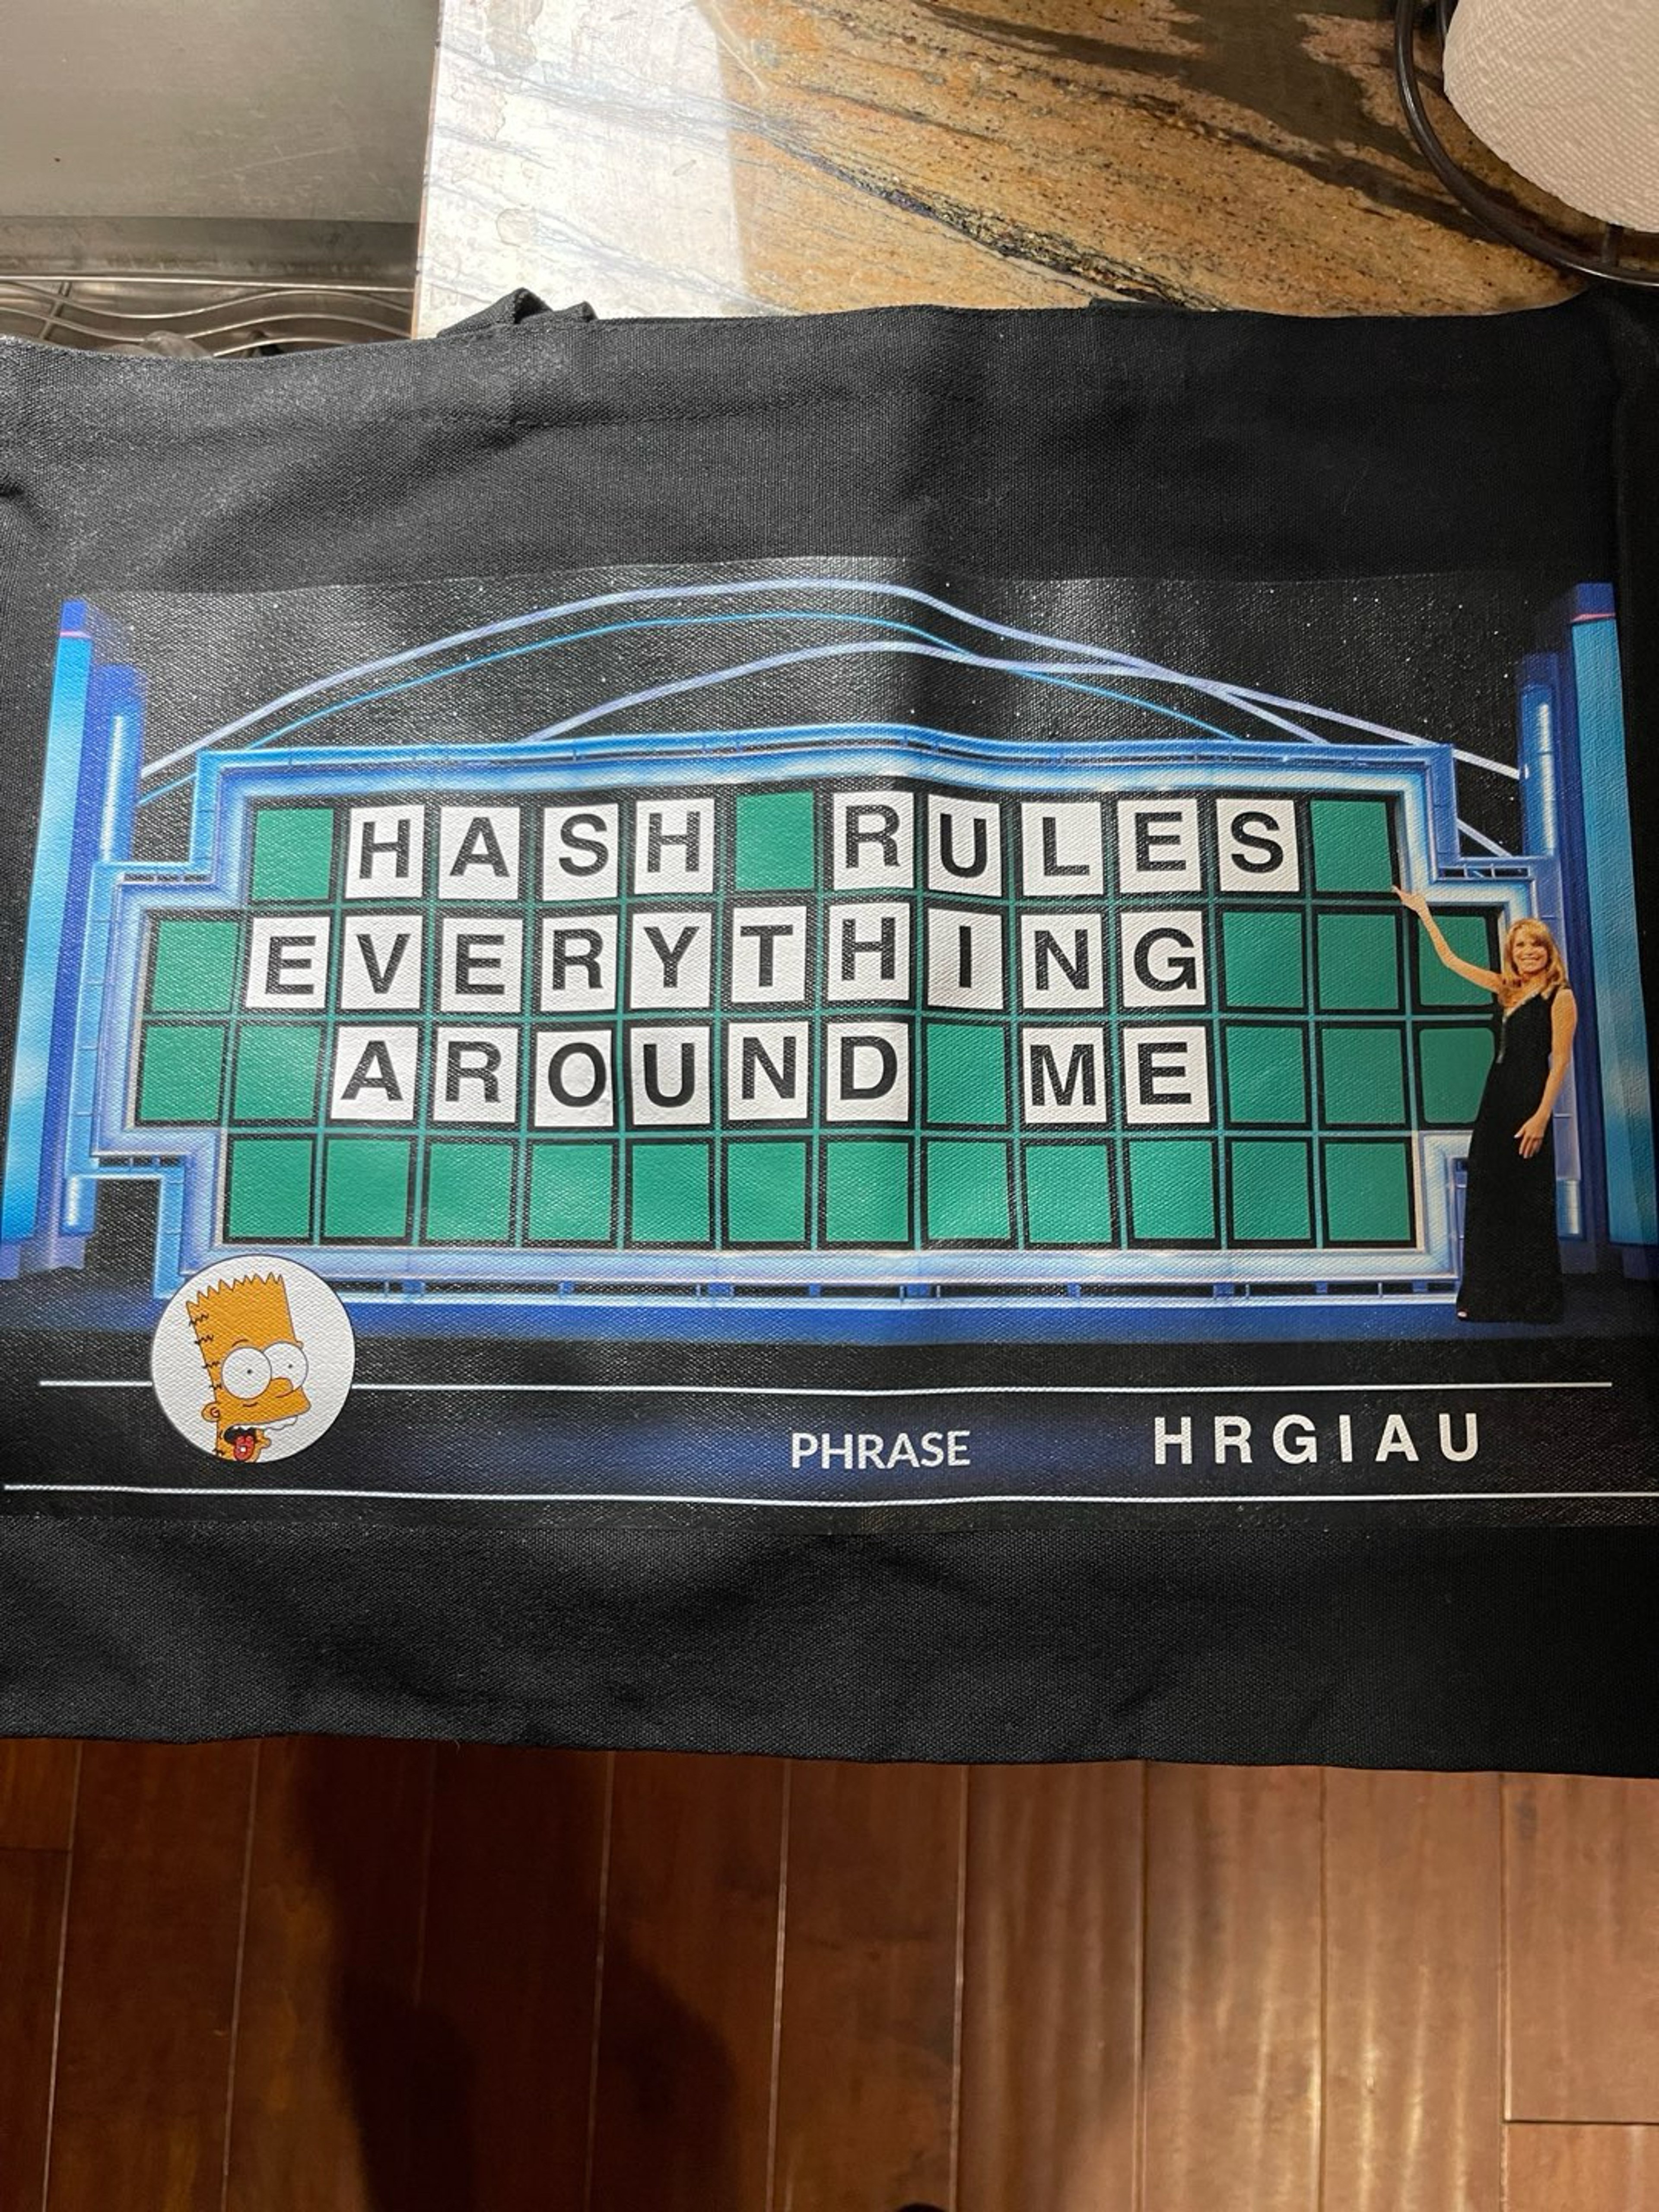 HASH RULES
EVERYTHING
AROUND ME
PHRASE HRGIAU